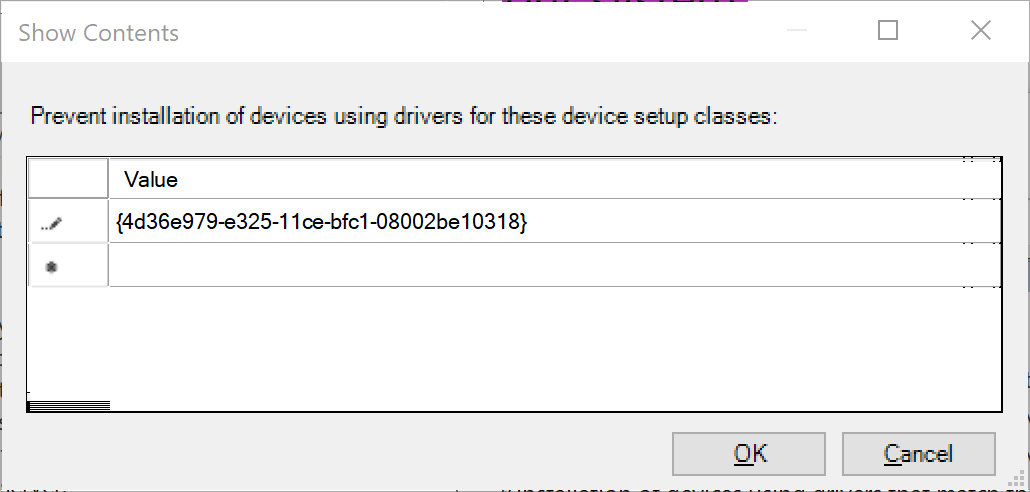 Show Contents
Prevent installation of devices using drivers for these device setup classes:
Value
{4d36e979-e325-11ce-bfc1-08002be10318}
OK
Cancel